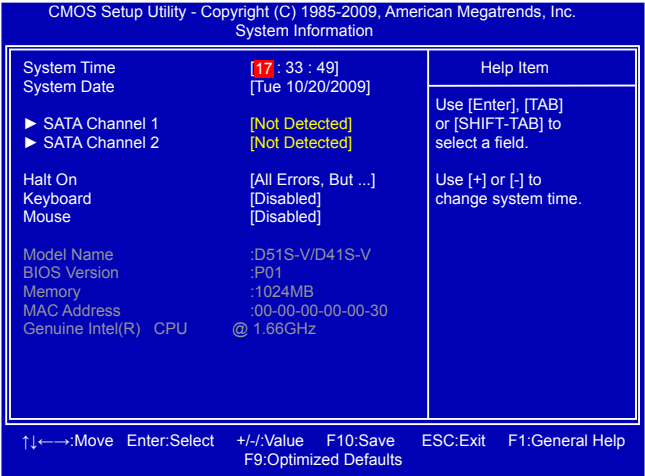 CMOS Setup Utility - Copyright (C) 1985-2009, American Megatrends, Inc.
System Information
System Time [17 : 33 : 49]
System Date [Tue 10/20/2009]
► SATA Channel 1 [Not Detected]
► SATA Channel 2 [Not Detected]
Halt On [All Errors, But ...]
Keyboard [Disabled]
Mouse [Disabled]
Model Name :D51S-V/D41S-V
BIOS Version :P01
Memory :1024MB
MAC Address :00-00-00-00-00-30
Genuine Intel(R) CPU @ 1.66GHz
Help Item
Use [Enter], [TAB]
or [SHIFT-TAB] to
select a field.
Use [+] or [-] to
change system time.
↑↓←→:Move Enter:Select +/-/:Value F10:Save ESC:Exit F1:General Help
F9:Optimized Defaults